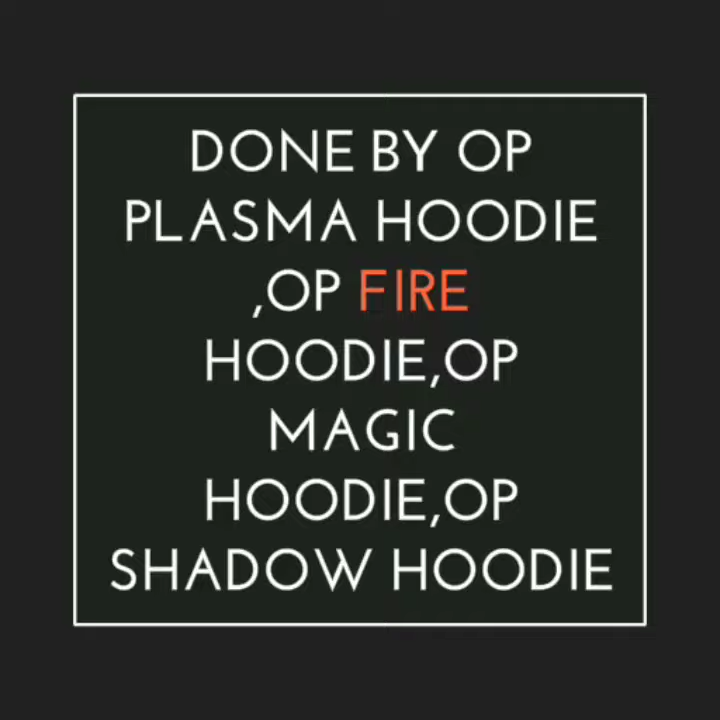 DONE BY OP
PLASMA HOODIE
,OP FIRE
HOODIE,OP
MAGIC
HOODIE,OP
SHADOW HOODIE